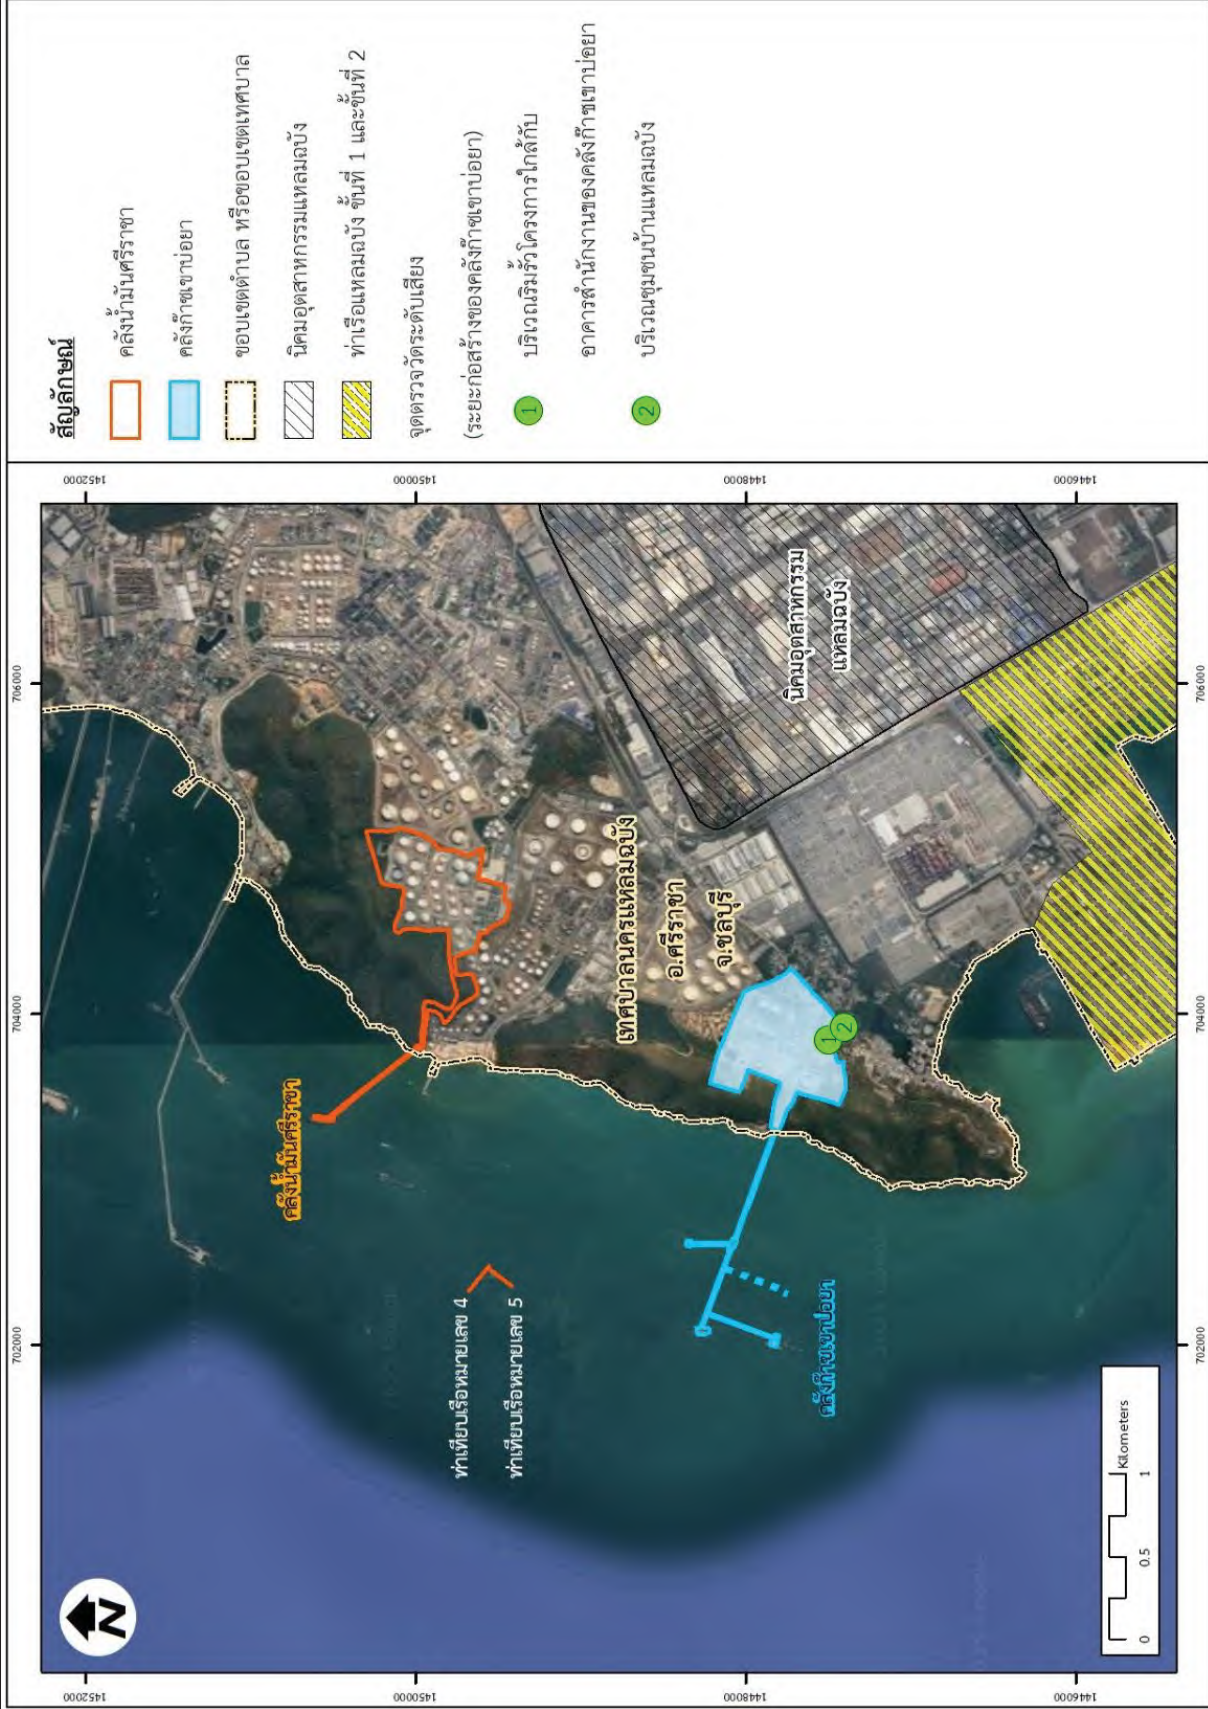 สัญลักษณ์
คลังน้ำมันศรีราชา
คลังก๊าซเขาบ่อยา
ขอบเขตตำบล หรือขอบเขตเทศบาล
นิคมอุตสาหกรรมแหลมฉบัง
ท่าเรือแหลมฉบัง ขั้นที่ 1 และขั้นที่ 2
จุดตรวจวัดระดับเสียง
(ระยะก่อสร้างของคลังก๊าซเขาบ่อยา)
1 บริเวณริมรั้วโครงการใกล้กับ
อาคารสำนักงานของคลังก๊าซเขาบ่อยา
2 บริเวณชุมชนบ้านแหลมฉบัง
702000
704000
706000
1452000
1452000
1450000
1450000
1448000
1448000
1446000
1446000
N
คลังน้ำมันศรีราชา
ท่าเทียบเรือหมายเลข 4
ท่าเทียบเรือหมายเลข 5
เทศบาลนครแหลมฉบัง
อ.ศรีราชา
จ.ชลบุรี
นิคมอุตสาหกรรม
แหลมฉบัง
1
2
คลังก๊าซเขาบ่อยา
Kilometers
0 0.5 1
702000
704000
706000